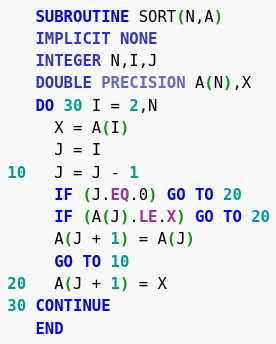 SUBROUTINE SORT(N,A)
IMPLICIT NONE
INTEGER N,I,J
DOUBLE PRECISION A(N),X
DO 30 I = 2,N
X = A(I)
J = I
10 J = J - 1
IF (J.EQ.0) GO TO 20
IF (A(J).LE.X) GO TO 20
A(J + 1) = A(J)
GO TO 10
20 A(J + 1) = X
30 CONTINUE
END